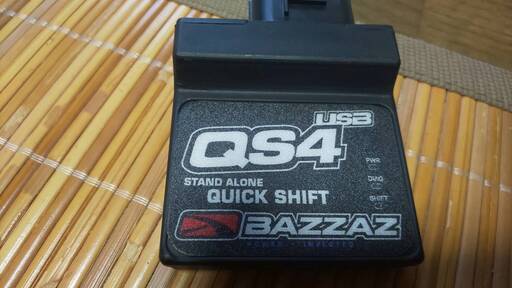 USB
QS4
PWR
DIAG
STAND ALONE
QUICK SHIFT
SHIFT
BAZZAZ